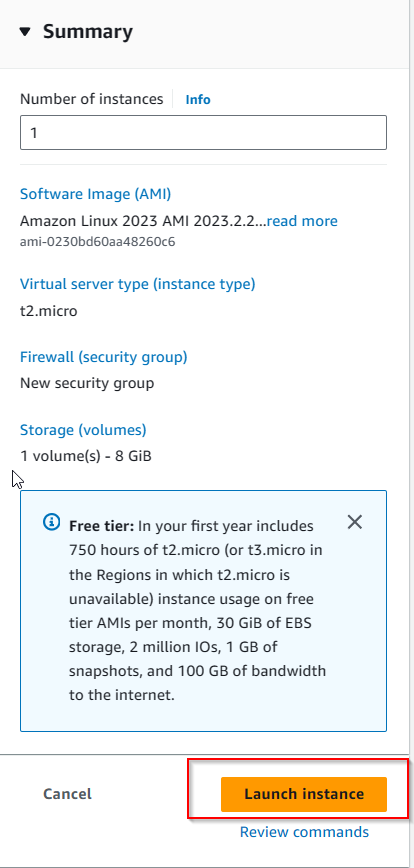 Summary
Number of instances Info
1
Software Image (AMI)
Amazon Linux 2023 AMI 2023.2.2...read more
ami-0230bd60aa48260c6
Virtual server type (instance type)
t2.micro
Firewall (security group)
New security group
Storage (volumes)
1 volume(s) - 8 GiB
Free tier: In your first year includes
750 hours of t2.micro (or t3.micro in
the Regions in which t2.micro is
unavailable) instance usage on free
tier AMIs per month, 30 GiB of EBS
storage, 2 million IOs, 1 GB of
snapshots, and 100 GB of bandwidth
to the internet.
Cancel Launch instance
Review commands